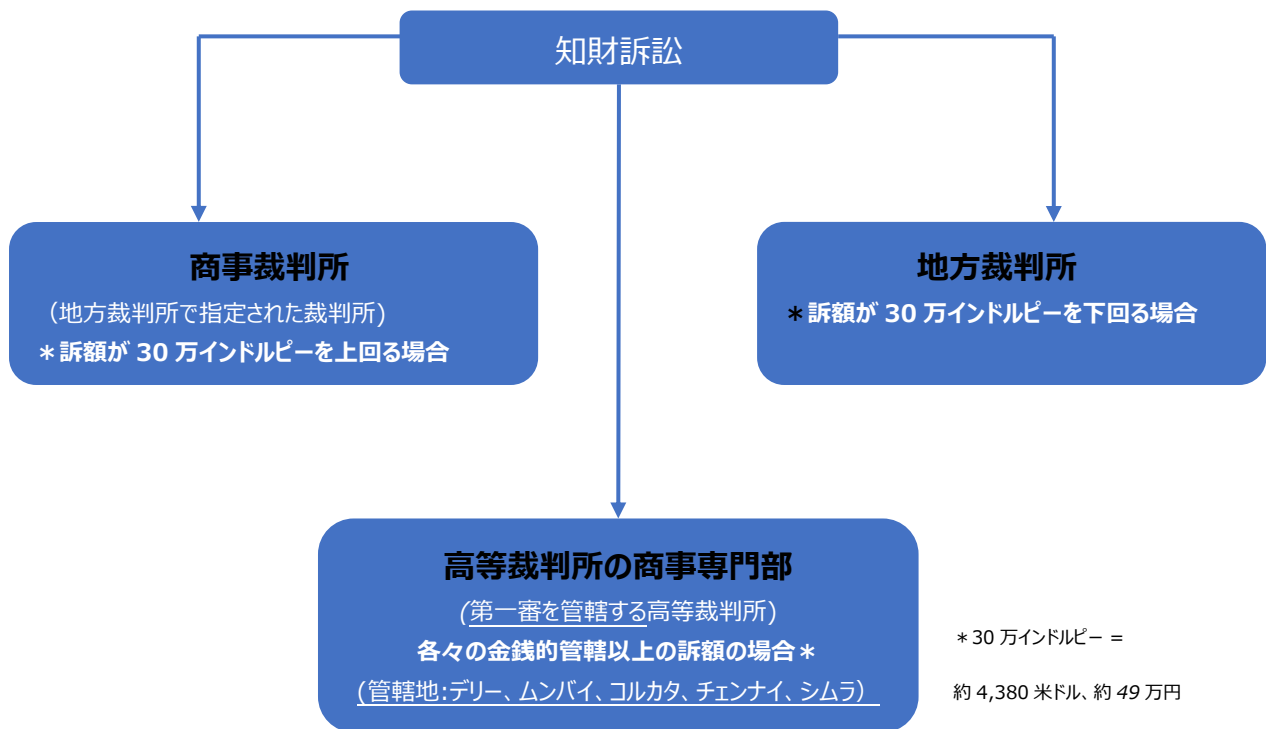 知財訴訟
商事裁判所
（地方裁判所で指定された裁判所)
＊訴額が 30 万インドルピーを上回る場合
地方裁判所
＊訴額が 30 万インドルピーを下回る場合
高等裁判所の商事専門部
(第一審を管轄する高等裁判所)
各々の金銭的管轄以上の訴額の場合＊
(管轄地:デリー、ムンバイ、コルカタ、チェンナイ、シムラ）
＊30 万インドルピー =
約 4,380 米ドル、約 49 万円